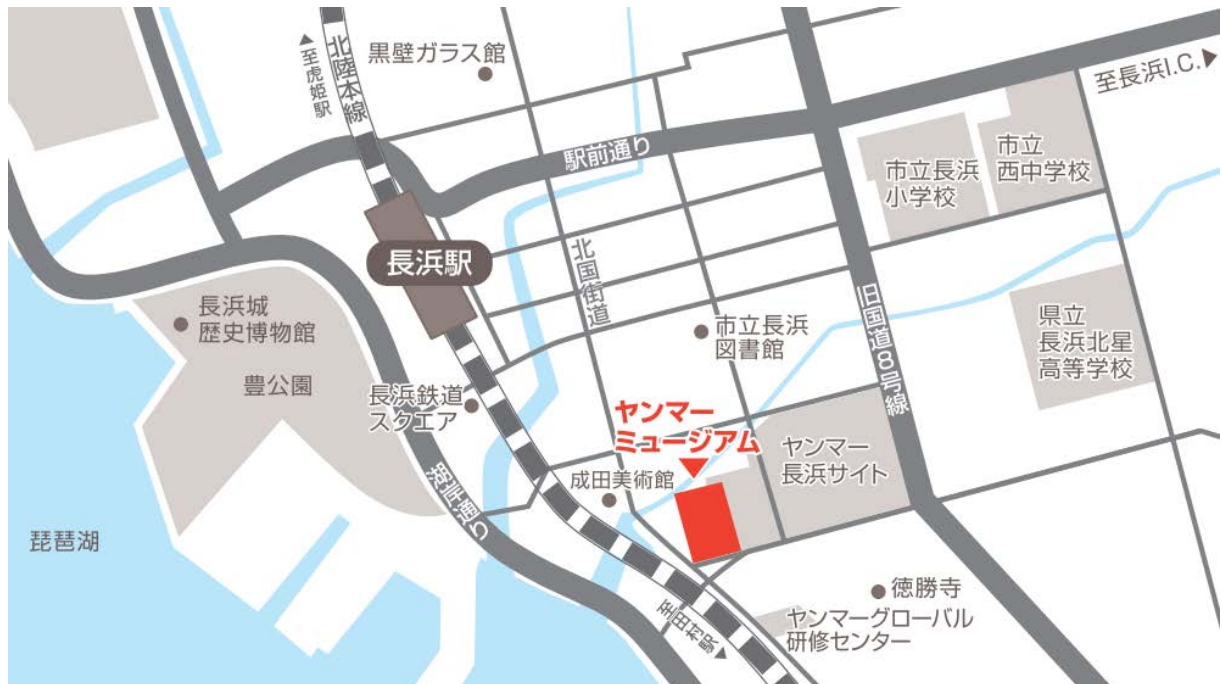 黒壁ガラス館
▲至虎姫駅
北陸本線
至長浜I.C.▶
駅前通り
市立
西中学校
市立長浜
小学校
長浜駅
北国街道
長浜城
歴史博物館
豊公園
市立長浜
図書館
旧国道8号線
県立
長浜北星
高等学校
長浜鉄道
スクエア
ヤンマー
ミュージアム
ヤンマー
長浜サイト
成田美術館
湖岸通り
琵琶湖
徳勝寺
至田村駅▶
ヤンマーグローバル
研修センター